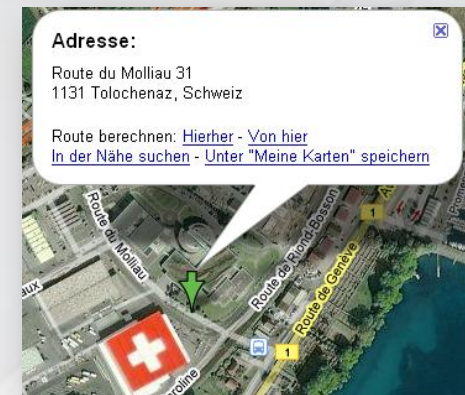 Adresse:
Route du Molliau 31
1131 Tolochenaz, Schweiz
Route berechnen: Hierher - Von hier
In der Nähe suchen - Unter "Meine Karten" speichern
Route du Molliau
Route de Riond-Bosson
Route de Genève
1
1
aux
aroline